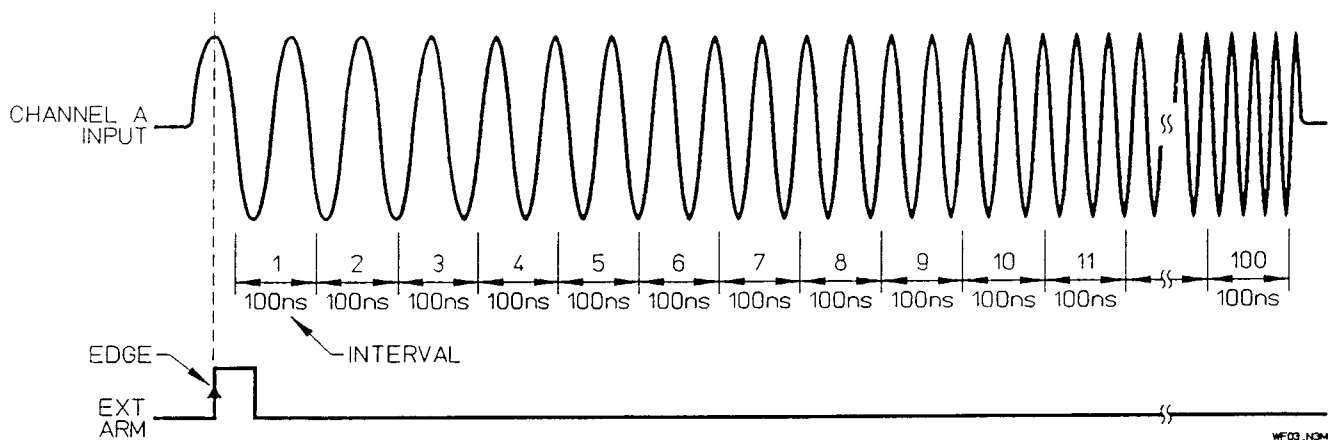 CHANNEL A
INPUT
1 2 3 4 5 6 7 8 9 10 11 100
100ns 100ns 100ns 100ns 100ns 100ns 100ns 100ns 100ns 100ns 100ns 100ns
EDGE
INTERVAL
EXT
ARM
WF03.N3M